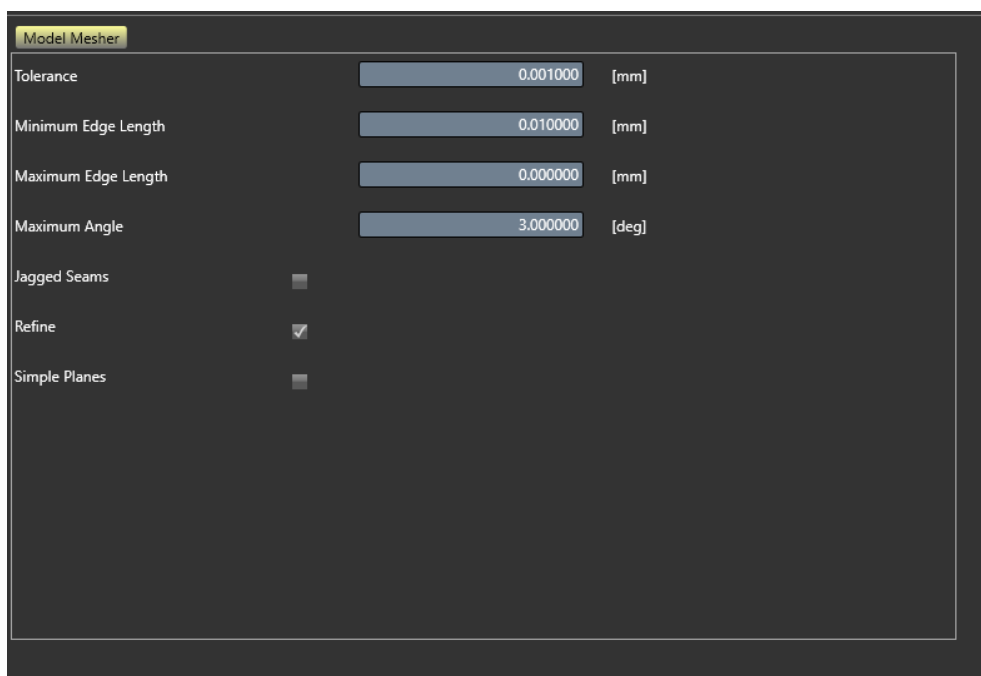 Model Mesher
Tolerance 0.001000 [mm]
Minimum Edge Length 0.010000 [mm]
Maximum Edge Length 0.000000 [mm]
Maximum Angle 3.000000 [deg]
Jagged Seams
Refine
Simple Planes